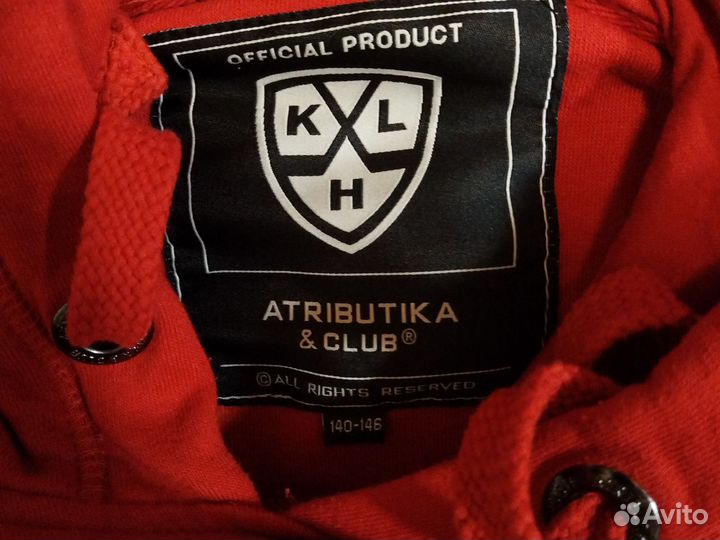 OFFICIAL PRODUCT
K L
H
ATRIBUTIKA
& CLUB®
© ALL RIGHTS RESERVED
140-146
Avito